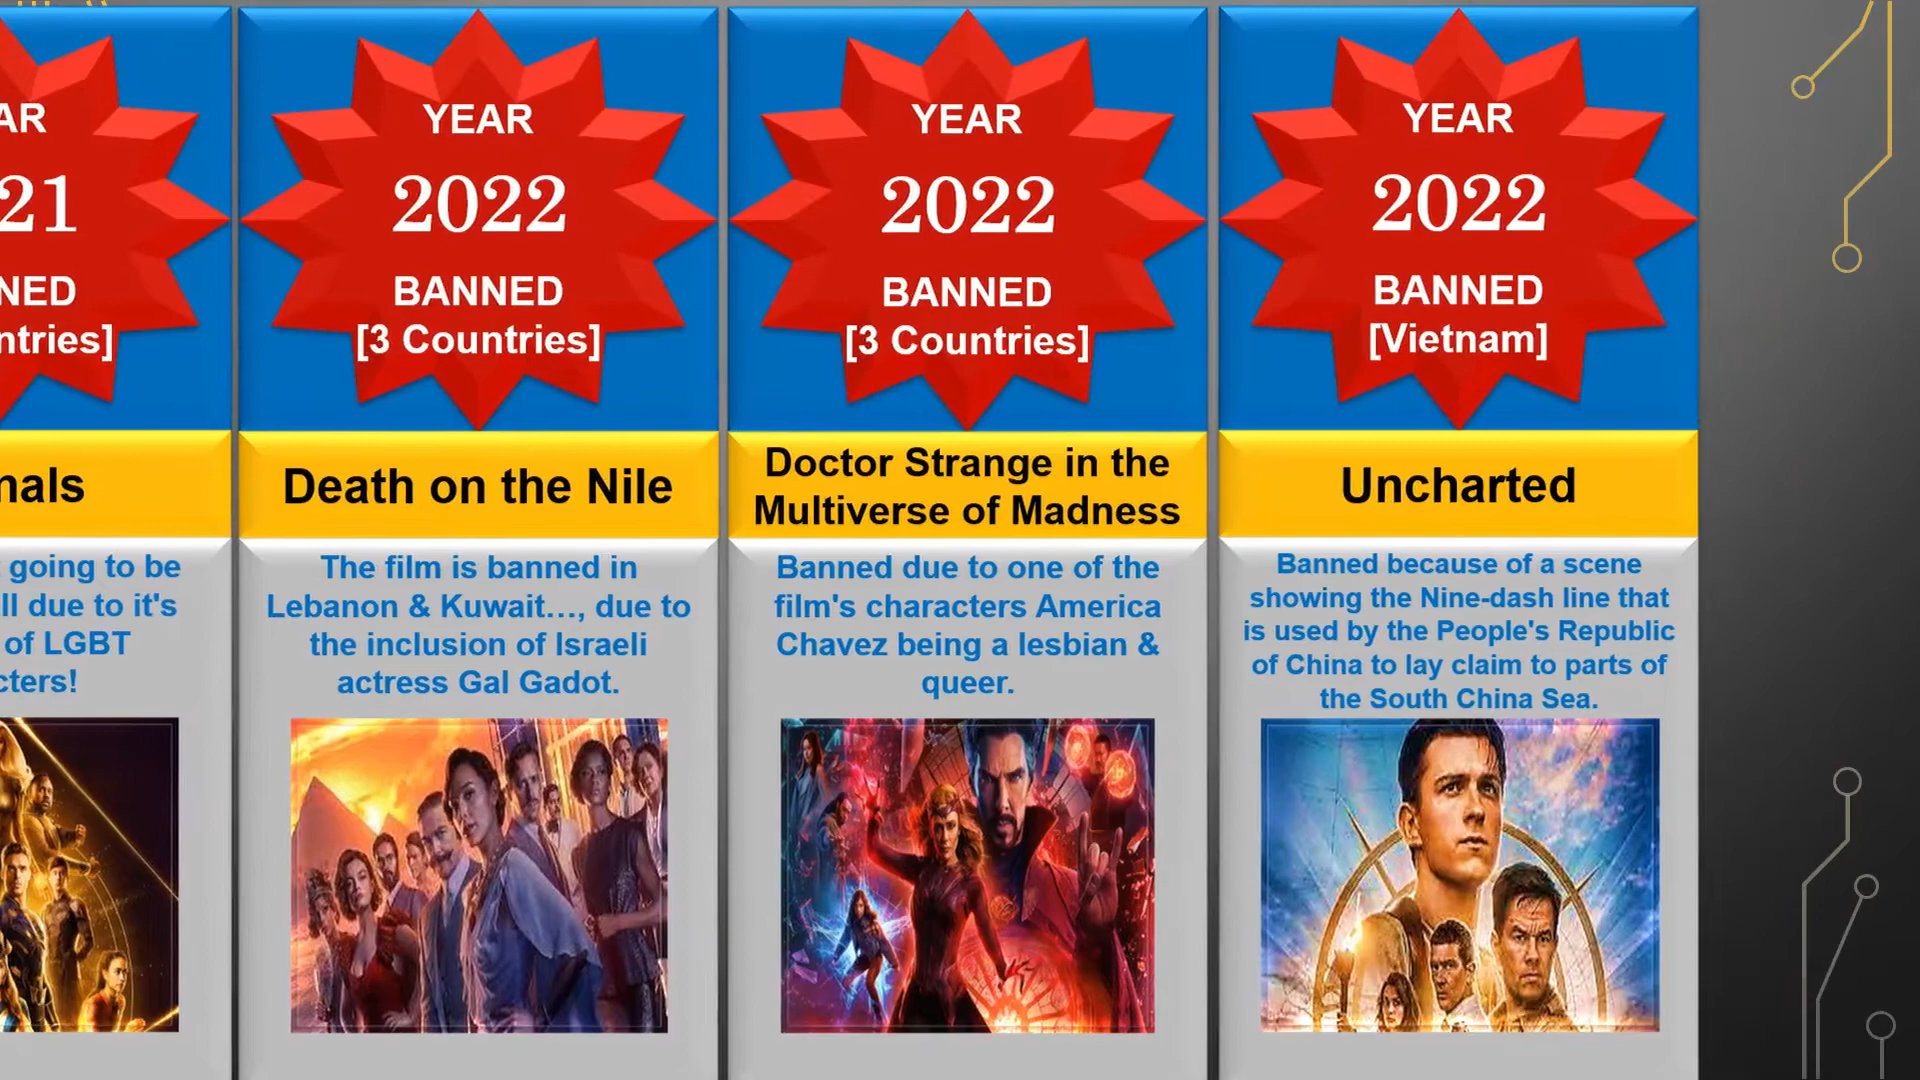 AR
21
NED
ntries]
nals
going to be
ll due to it's
of LGBT
cters!
YEAR
2022
BANNED
[3 Countries]
Death on the Nile
The film is banned in
Lebanon & Kuwait…, due to
the inclusion of Israeli
actress Gal Gadot.
YEAR
2022
BANNED
[3 Countries]
Doctor Strange in the
Multiverse of Madness
Banned due to one of the
film's characters America
Chavez being a lesbian &
queer.
YEAR
2022
BANNED
[Vietnam]
Uncharted
Banned because of a scene
showing the Nine-dash line that
is used by the People's Republic
of China to lay claim to parts of
the South China Sea.